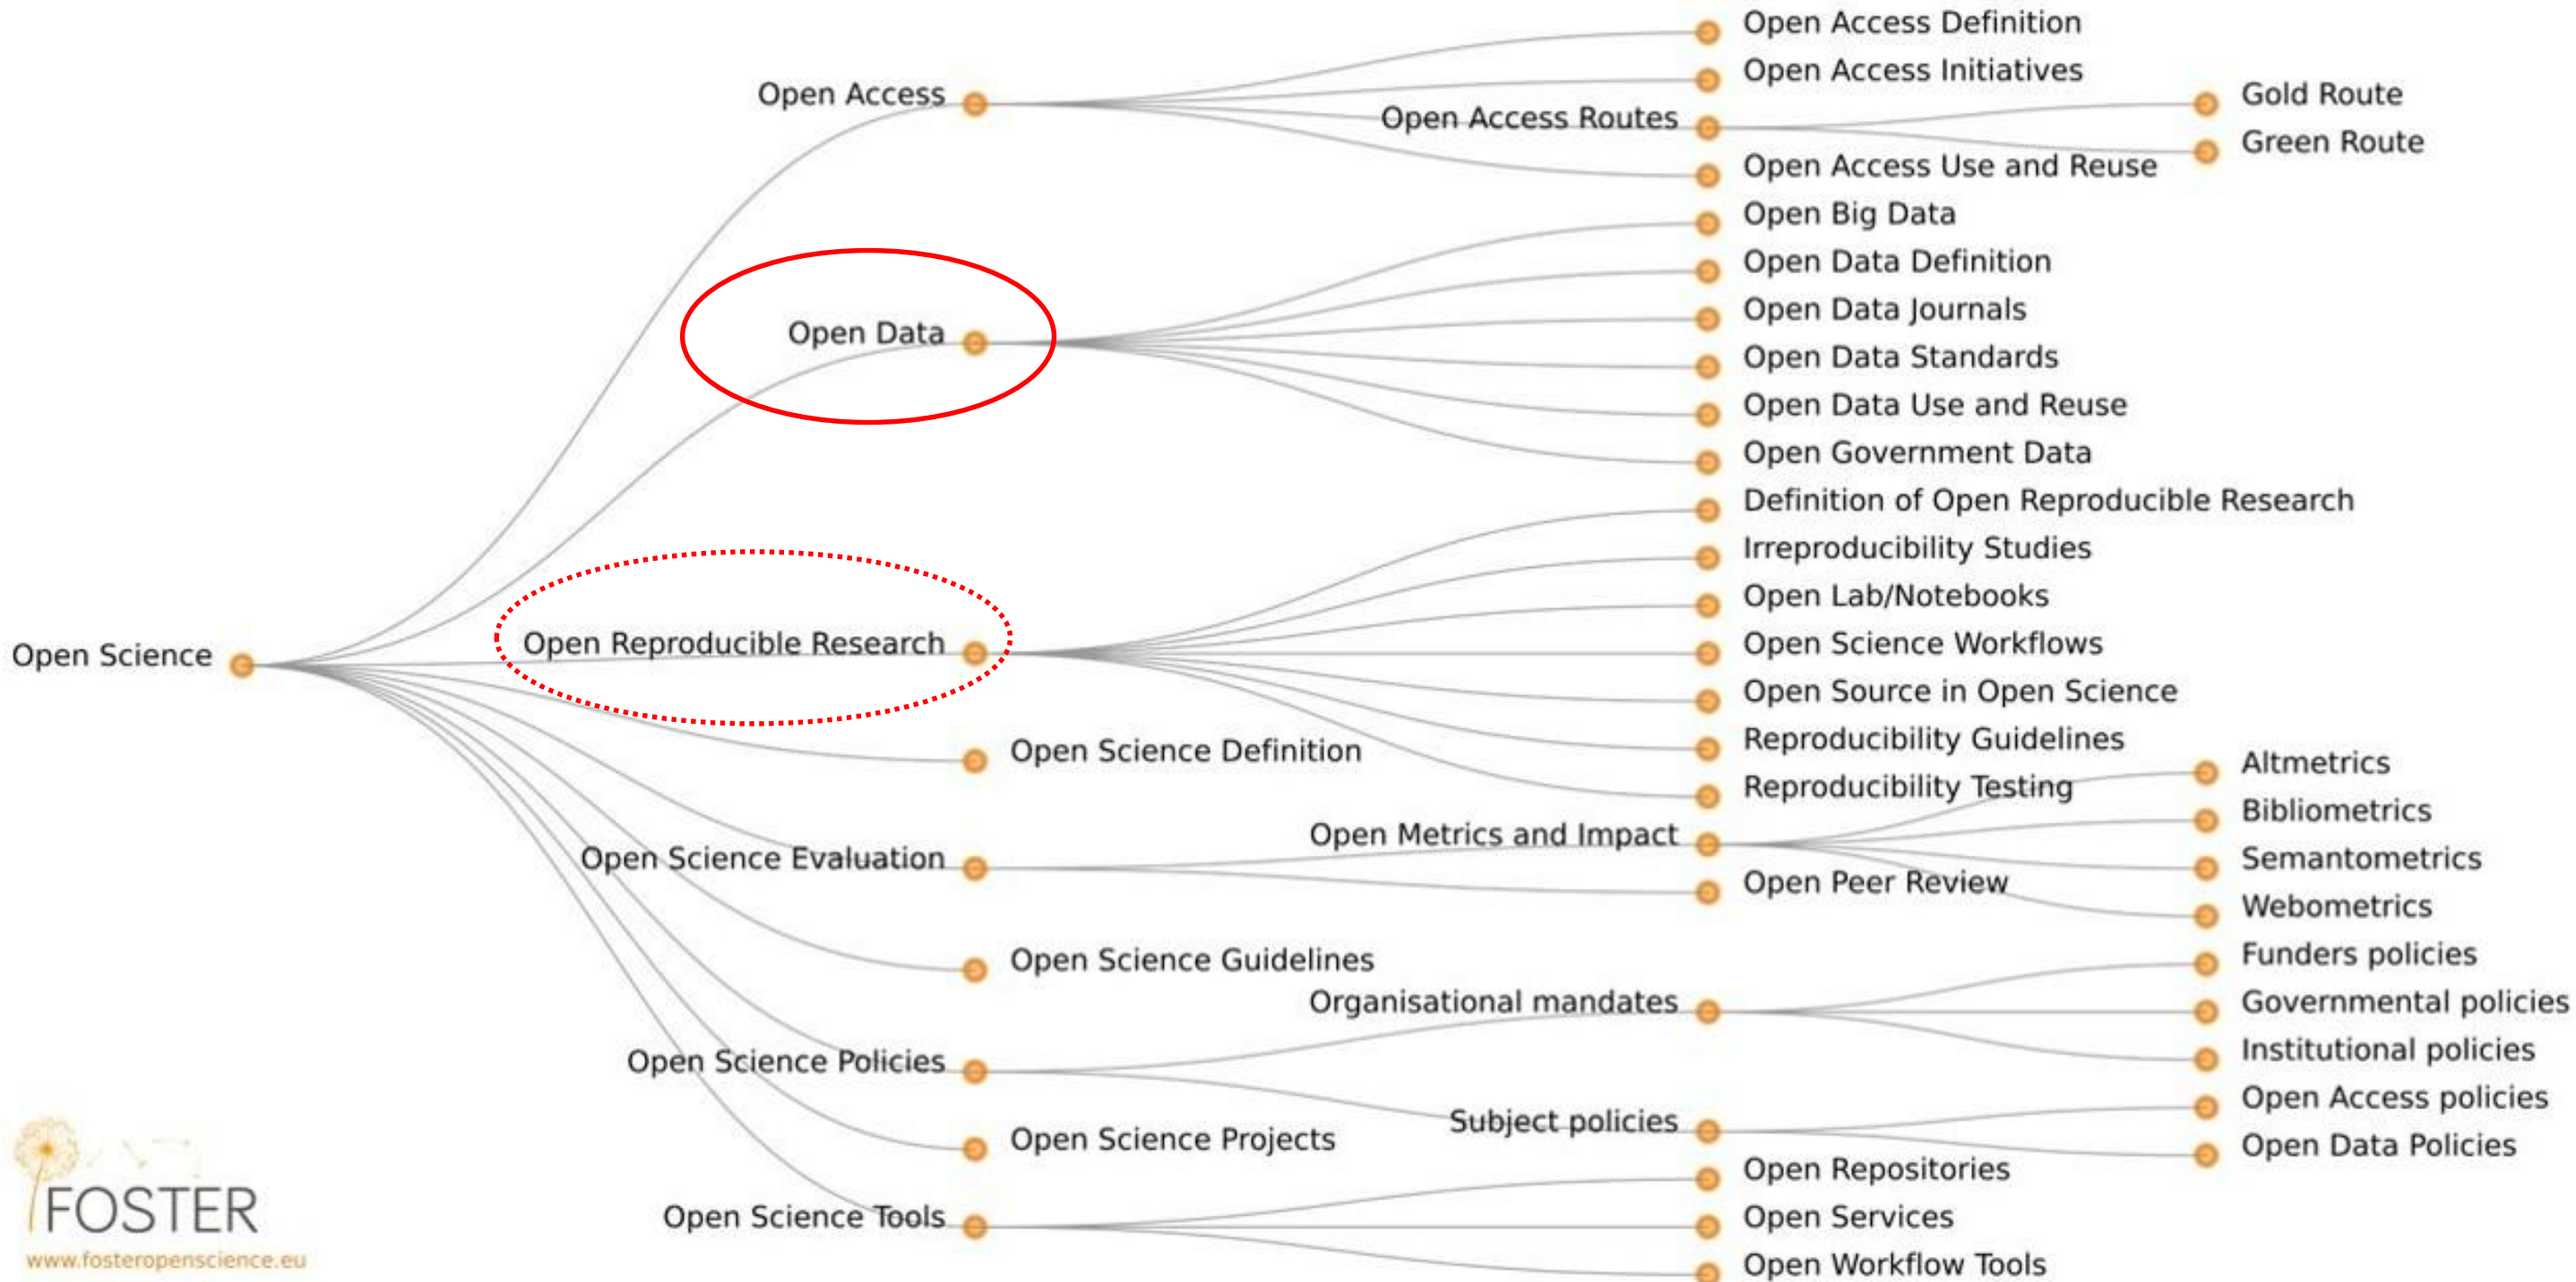 Open Science
Open Access
Open Access Definition
Open Access Initiatives
Open Access Routes
Gold Route
Green Route
Open Access Use and Reuse
Open Data
Open Big Data
Open Data Definition
Open Data Journals
Open Data Standards
Open Data Use and Reuse
Open Government Data
Open Reproducible Research
Definition of Open Reproducible Research
Irreproducibility Studies
Open Lab/Notebooks
Open Science Workflows
Open Source in Open Science
Reproducibility Guidelines
Reproducibility Testing
Open Science Definition
Open Science Evaluation
Open Metrics and Impact
Altmetrics
Bibliometrics
Semantometrics
Webometrics
Open Peer Review
Open Science Guidelines
Open Science Policies
Organisational mandates
Funders policies
Governmental policies
Institutional policies
Subject policies
Open Access policies
Open Data Policies
Open Science Projects
Open Science Tools
Open Repositories
Open Services
Open Workflow Tools
FOSTER
www.fosteropenscience.eu